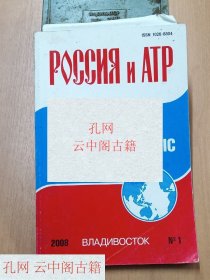 ISSN 1026-8804
РОССИЯ и АТР
孔网
云中阁古籍
IC
2008 ВЛАДИВОСТОК № 1
孔网
云中阁古籍